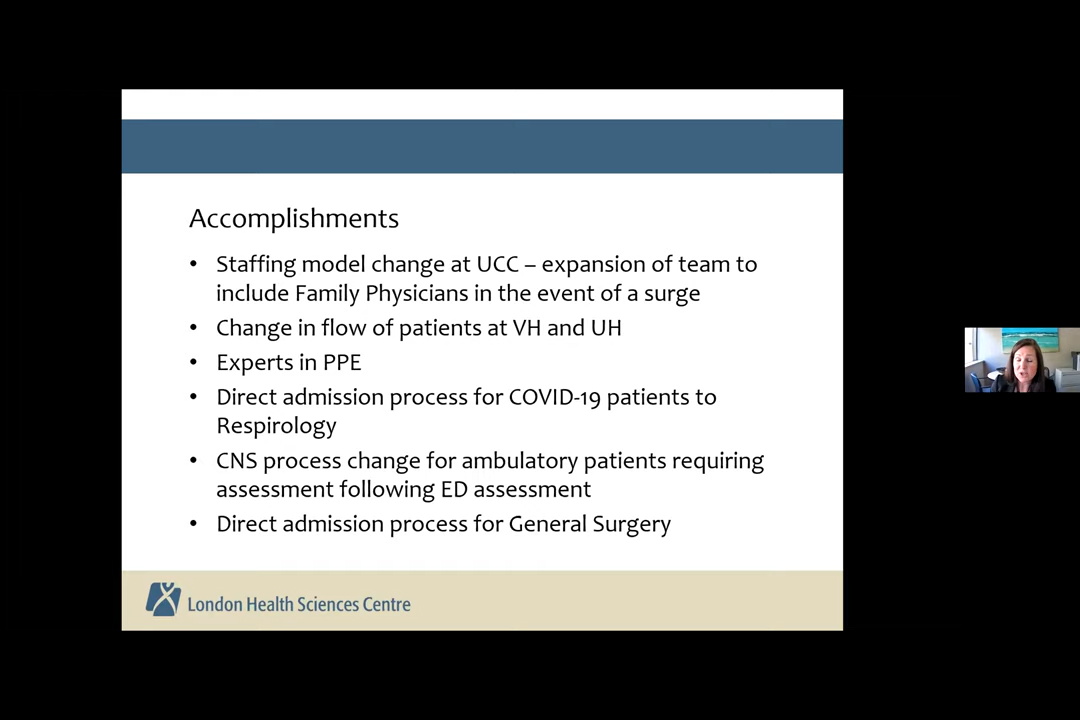 Accomplishments
• Staffing model change at UCC – expansion of team to
include Family Physicians in the event of a surge
• Change in flow of patients at VH and UH
• Experts in PPE
• Direct admission process for COVID-19 patients to
Respirology
• CNS process change for ambulatory patients requiring
assessment following ED assessment
• Direct admission process for General Surgery
London Health Sciences Centre